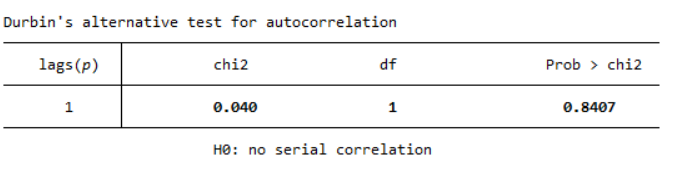 Durbin's alternative test for autocorrelation
lags(p) chi2 df Prob > chi2
1 0.040 1 0.8407
H0: no serial correlation